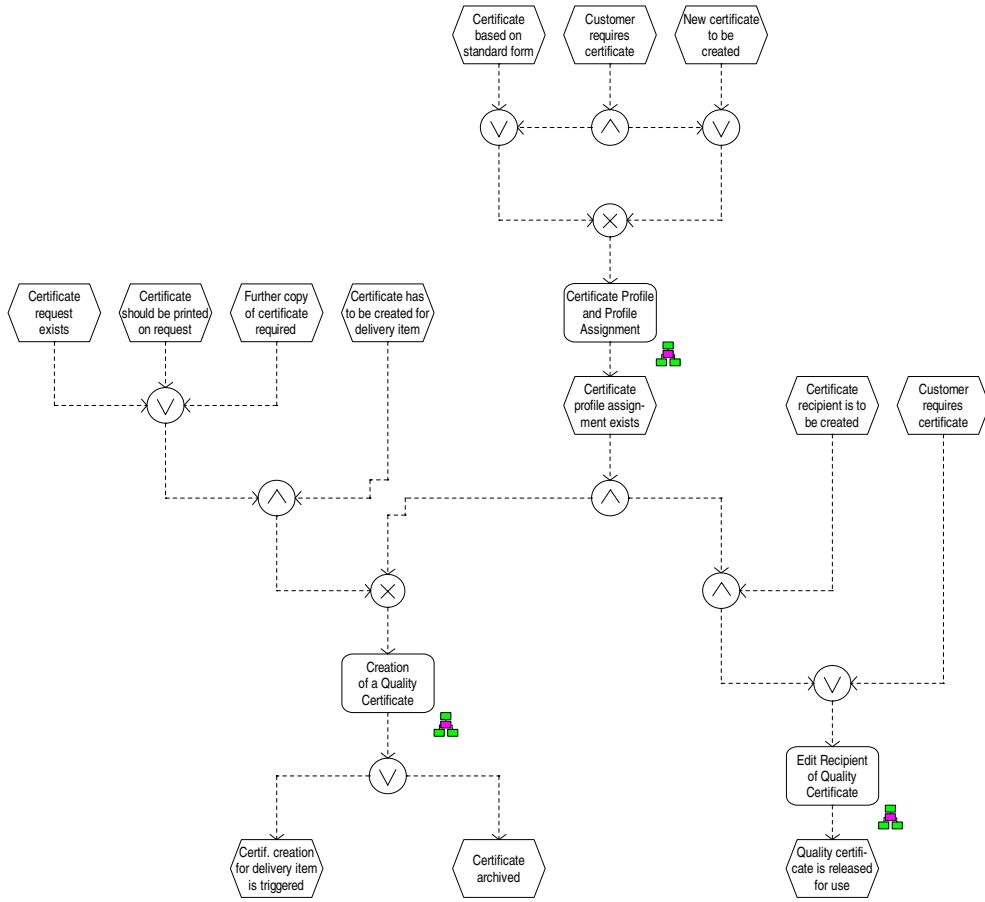 Certificate
based on
standard form
Customer
requires
certificate
New certificate
to be
created
Certificate
request
exists
Certificate
should be printed
on request
Further copy
of certificate
required
Certificate has
to be created for
delivery item
Certificate Profile
and Profile
Assignment
Certificate
profile assign-
ment exists
Certificate
recipient is to
be created
Customer
requires
certificate
Creation
of a Quality
Certificate
Edit Recipient
of Quality
Certificate
Certif. creation
for delivery item
is triggered
Certificate
archived
Quality certifi-
cate is released
for use